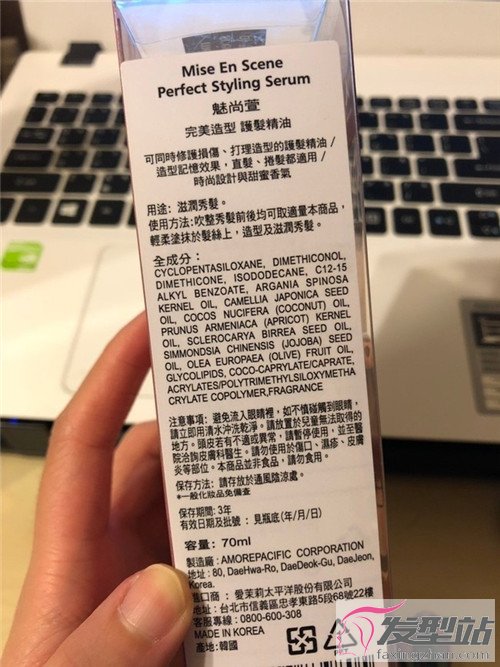 Mise En Scene
Perfect Styling Serum
魅尚萱
完美造型 護髮精油
可同時修護損傷、打理造型的護髮精油/
造型記憶效果，直髮、捲髮都適用/
時尚設計與甜蜜香氣
用途：滋潤秀髮。
使用方法:吹整秀髮前後均可取適量本商品，
輕柔塗抹於髮絲上，造型及滋潤秀髮。
全成分：
CYCLOPENTASILOXANE, DIMETHICONOL,
DIMETHICONE, ISODODECANE, C12-15
ALKYL BENZOATE, ARGANIA SPINOSA
KERNEL OIL, CAMELLIA JAPONICA SEED
OIL, COCOS NUCIFERA (COCONUT) OIL,
PRUNUS ARMENIACA (APRICOT) KERNEL
OIL, SCLEROCARYA BIRREA SEED OIL,
SIMMONDSIA CHINENSIS (JOJOBA) SEED
OIL, OLEA EUROPAEA (OLIVE) FRUIT OIL,
GLYCOLIPIDS, COCO-CAPRYLATE/CAPRATE,
ACRYLATES/POLYTRIMETHYLSILOXYMETHA
CRYLATE COPOLYMER,FRAGRANCE
注意事項：避免流入眼睛裡，如不慎碰觸到眼睛，
請立即用清水沖洗乾淨。請放置於兒童無法取得的
地方。頭皮若有不適或異常，請暫停使用，並至醫
院洽詢皮膚科醫生。請勿使用於傷口、濕疹、皮膚
炎等部位。本商品並非食品，請勿食用。
保存方法：請存放於通風陰涼處。
*一般化妝品免備查
保存期間:3年
有效日期及批號：見瓶底(年/月/日)
容量：70ml
製造廠：AMOREPACIFIC CORPORATION
地址：80, DaeHwa-Ro, DaeDeok-Gu, DaeJeon,
Korea.
進口商：愛茉莉太平洋股份有限公司
地址：台北市信義區忠孝東路5段68號22樓
客服專線：0800-600-308
MADE IN KOREA
產地:韓國
发型站
faxingzhan.com